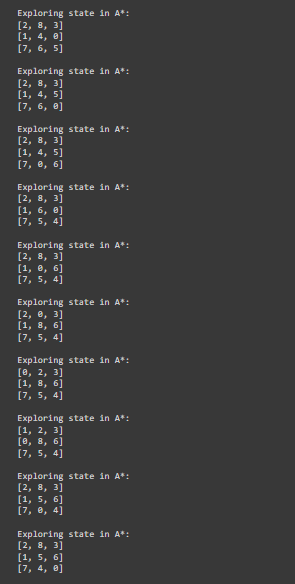 Exploring state in A*:
[2, 8, 3]
[1, 4, 0]
[7, 6, 5]
Exploring state in A*:
[2, 8, 3]
[1, 4, 5]
[7, 6, 0]
Exploring state in A*:
[2, 8, 3]
[1, 4, 5]
[7, 0, 6]
Exploring state in A*:
[2, 8, 3]
[1, 6, 0]
[7, 5, 4]
Exploring state in A*:
[2, 8, 3]
[1, 0, 6]
[7, 5, 4]
Exploring state in A*:
[2, 0, 3]
[1, 8, 6]
[7, 5, 4]
Exploring state in A*:
[0, 2, 3]
[1, 8, 6]
[7, 5, 4]
Exploring state in A*:
[1, 2, 3]
[0, 8, 6]
[7, 5, 4]
Exploring state in A*:
[2, 8, 3]
[1, 5, 6]
[7, 0, 4]
Exploring state in A*:
[2, 8, 3]
[1, 5, 6]
[7, 4, 0]